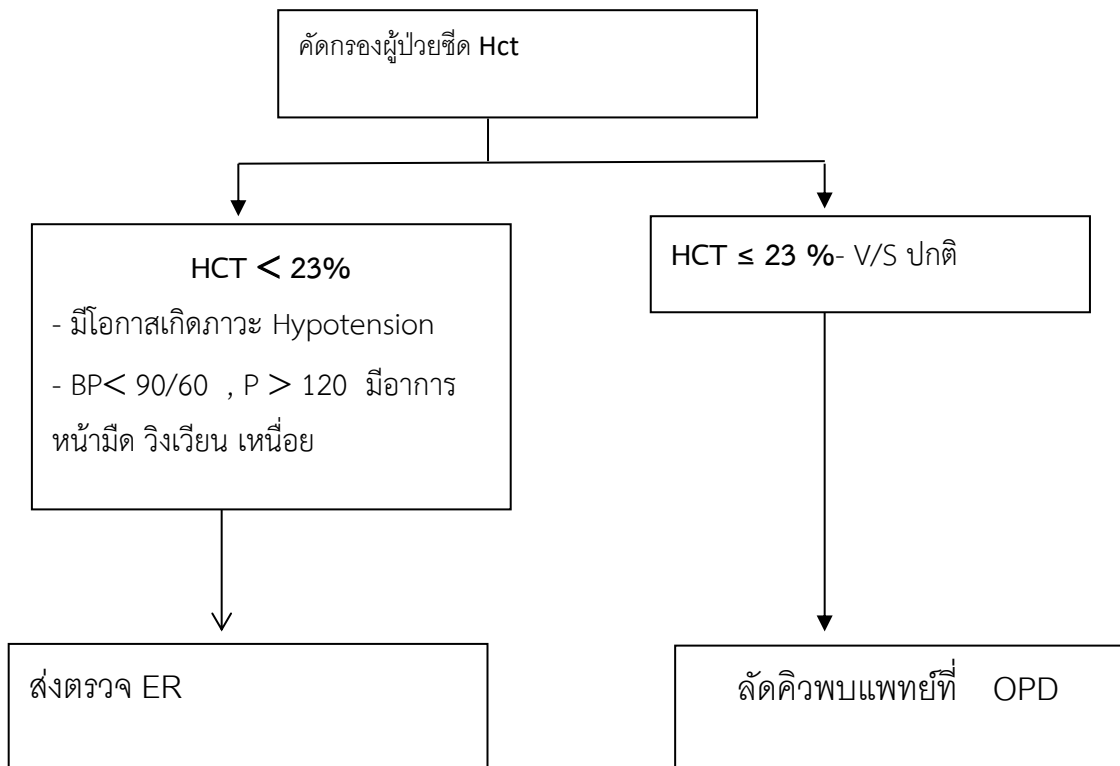 คัดกรองผู้ป่วยซีด Hct
HCT < 23%
- มีโอกาสเกิดภาวะ Hypotension
- BP< 90/60 , P > 120 มีอาการ
หน้ามืด วิงเวียน เหนื่อย
HCT ≤ 23 %- V/S ปกติ
ส่งตรวจ ER
ลัดคิวพบแพทย์ที่ OPD